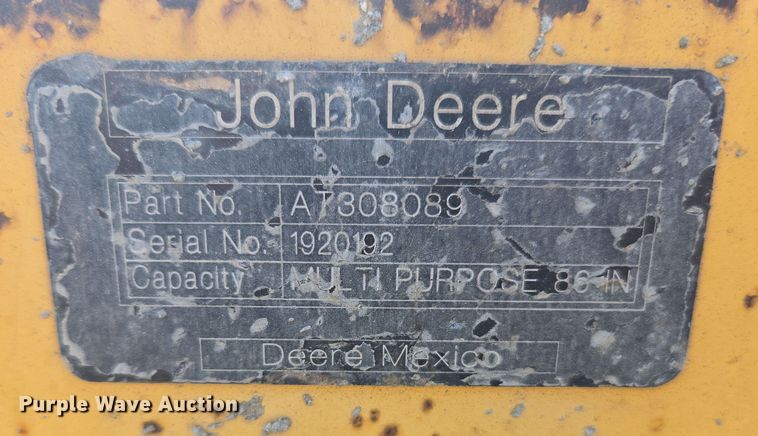 John Deere
Part No. AT308089
Serial No. 1920192
Capacity MULTI PURPOSE 86 IN
Deere Mexico
Purple Wave Auction